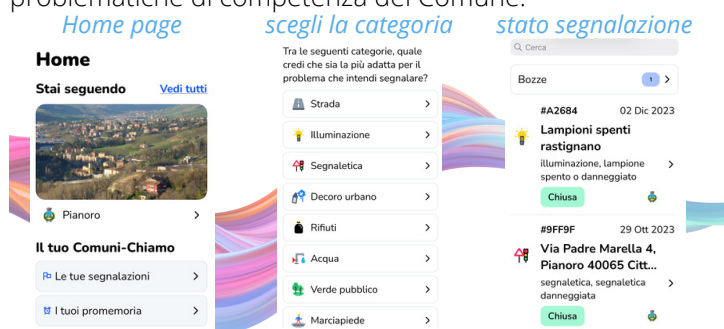 problematiche di competenza del Comune.
Home page
scegli la categoria
stato segnalazione
Home
Stai seguendo
Vedi tutti
Pianoro
Il tuo Comuni-Chiamo
Le tue segnalazioni
I tuoi promemoria
Tra le seguenti categorie, quale
credi che sia la più adatta per il
problema che intendi segnalare?
Strada
Illuminazione
Segnaletica
Decoro urbano
Rifiuti
Acqua
Verde pubblico
Marciapiede
Cerca
Bozze
1
#A2684
02 Dic 2023
Lampioni spenti
rastignano
illuminazione, lampione
spento o danneggiato
Chiusa
#9FF9F
29 Ott 2023
Via Padre Marella 4,
Pianoro 40065 Citt...
segnaletica, segnaletica
danneggiata
Chiusa